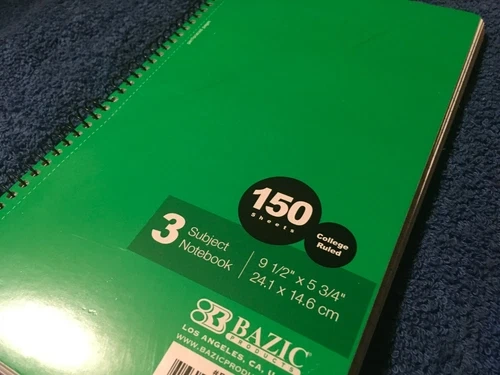 150
Sheets
College
Ruled
3 Subject
Notebook
9 1/2" x 5 3/4"
24.1 x 14.6 cm
BAZIC
PRODUCTS
LOS ANGELES, CA,